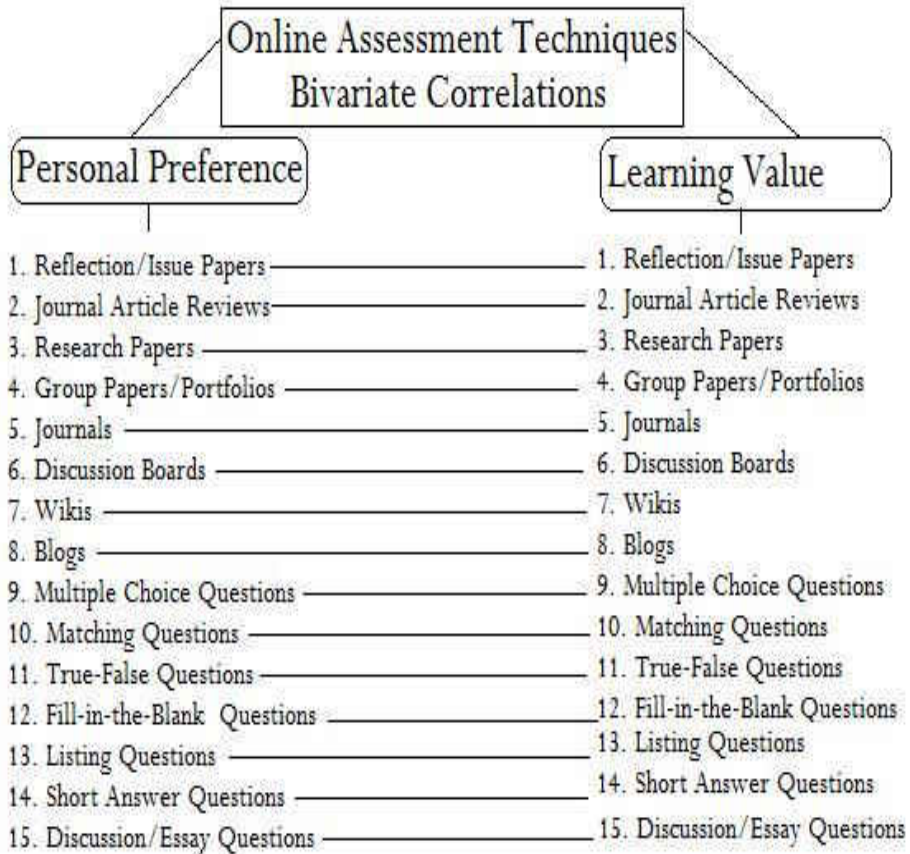 Online Assessment Techniques
Bivariate Correlations
Personal Preference
1. Reflection/Issue Papers
2. Journal Article Reviews
3. Research Papers
4. Group Papers/Portfolios
5. Journals
6. Discussion Boards
7. Wikis
8. Blogs
9. Multiple Choice Questions
10. Matching Questions
11. True-False Questions
12. Fill-in-the-Blank Questions
13. Listing Questions
14. Short Answer Questions
15. Discussion/Essay Questions
Learning Value
1. Reflection/Issue Papers
2. Journal Article Reviews
3. Research Papers
4. Group Papers/Portfolios
5. Journals
6. Discussion Boards
7. Wikis
8. Blogs
9. Multiple Choice Questions
10. Matching Questions
11. True-False Questions
12. Fill-in-the-Blank Questions
13. Listing Questions
14. Short Answer Questions
15. Discussion/Essay Questions